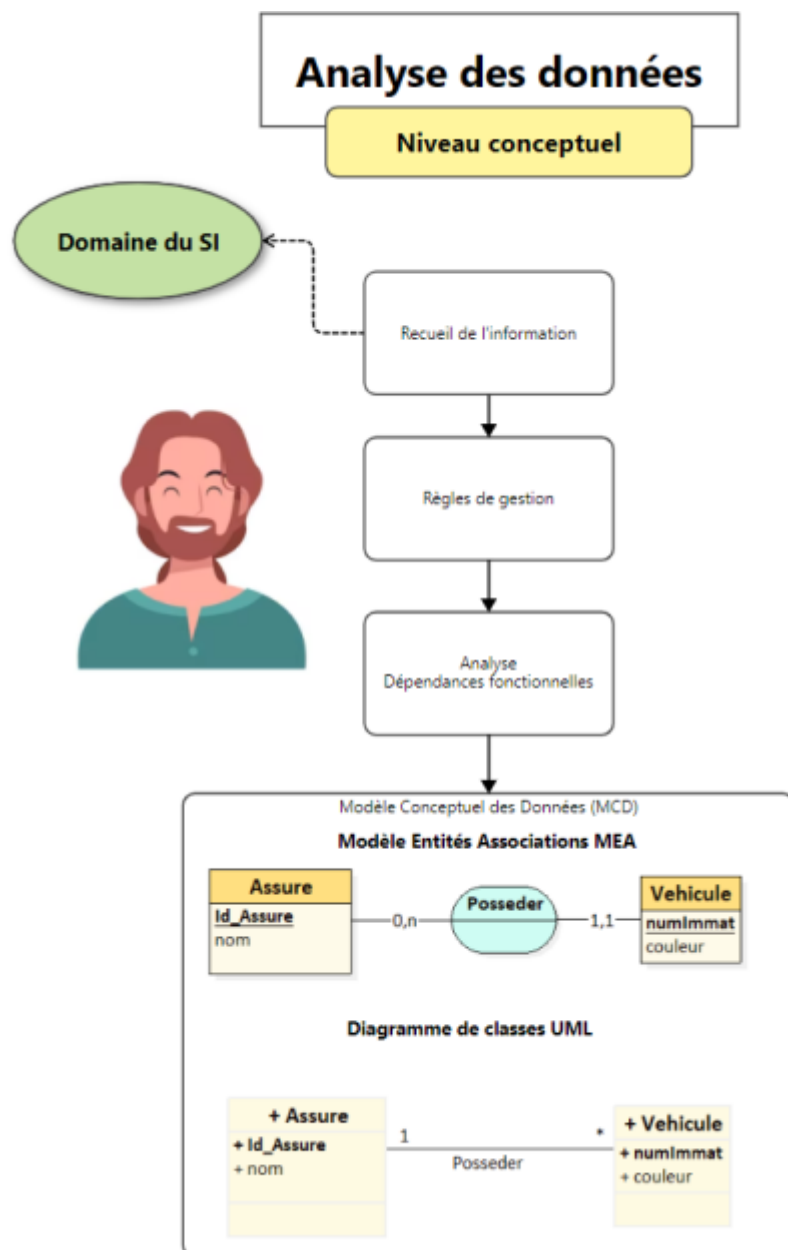 Analyse des données
Niveau conceptuel
Domaine du SI
Recueil de l'information
Règles de gestion
Analyse
Dépendances fonctionnelles
Modèle Conceptuel des Données (MCD)
Modèle Entités Associations MEA
Assure
Id_Assure
nom
0,n
Posseder
1,1
Vehicule
numImmat
couleur
Diagramme de classes UML
+ Assure
+ Id_Assure
+ nom
1
Posseder
*
+ Vehicule
+ numImmat
+ couleur